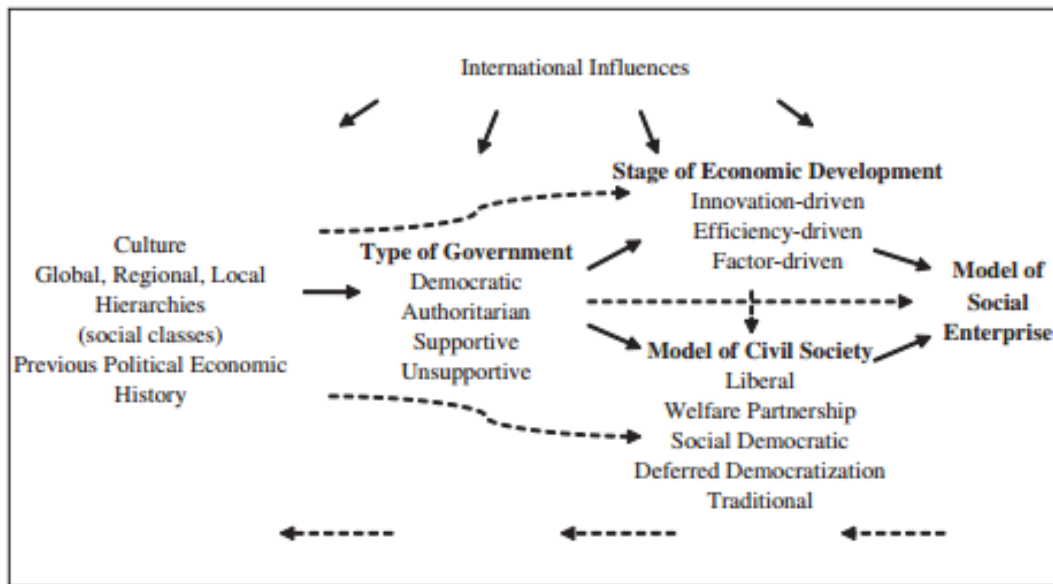 International Influences
Stage of Economic Development
Innovation-driven
Efficiency-driven
Factor-driven
Culture
Global, Regional, Local
Hierarchies
(social classes)
Previous Political Economic
History
Type of Government
Democratic
Authoritarian
Supportive
Unsupportive
Model of Civil Society
Liberal
Welfare Partnership
Social Democratic
Deferred Democratization
Traditional
Model of
Social
Enterprise